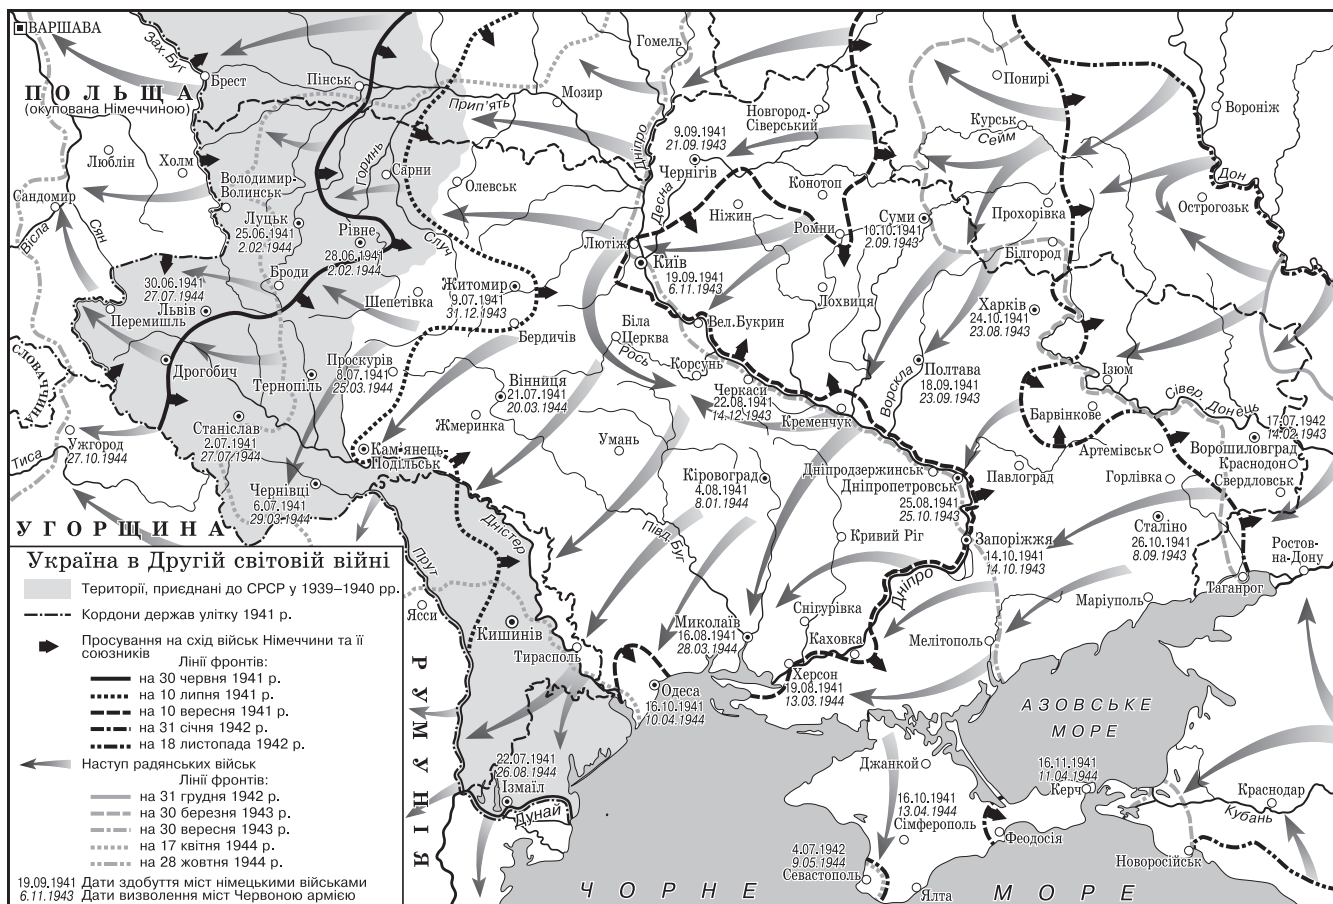 ВАРШАВА
Зах.Буг
Брест
ПОЛЬЩА
(окупована Німеччиною)
Пінськ
Прип'ять
Мозир
Гомель
Дніпро
Новгород-
Сіверський
Понирі
Курськ
Сейм
Вороніж
Дон
Острогозьк
Люблін
Холм
Сандомир
Вісла
Сян
Володимир-
Волинськ
Луцьк
25.06.1941
2.02.1944
горинь
Сарни
Рівне
28.06.1941
2.02.1944
Случ
Олевськ
9.09.1941
21.09.1943
Чернігів
Десна
Ніжин
Конотоп
Ромни
Суми
10.10.1941
2.09.1943
Прохорівка
Білгород
Лютіж
Київ
19.09.1941
6.11.1943
Лохвиця
Харків
24.10.1941
23.08.1943
30.06.1941
27.07.1944
Львів
Перемишль
Броди
Шепетівка
Житомир
9.07.1941
31.12.1943
Бердичів
Біла
Церква
Рось
Вел.Букрин
Корсунь
Черкаси
22.08.1941
14.12.1943
Кременчук
Ворскла
Полтава
18.09.1941
23.09.1943
Ізюм
Сівер. Донець
Барвінкове
СЛОВАЧЧИНА
Дрогобич
Тернопіль
Проскурів
8.07.1941
25.03.1944
Вінниця
21.07.1941
20.03.1944
Жмеринка
Умань
Станіслав
2.07.1941
27.07.1944
Ужгород
27.10.1944
Тиса
Кам'янець-
Подільськ
Чернівці
6.07.1941
29.03.1944
Кіровоград
4.08.1941
8.01.1944
Дніпродзержинськ
Дніпропетровськ
25.08.1941
25.10.1943
Павлоград
Артемівськ
Горлівка
17.07.1942
14.02.1943
Ворошиловград
Краснодон
Свердловськ
Сталіно
26.10.1941
8.09.1943
Ростов-
на-Дону
Таганрог
Маріуполь
УГОРЩИНА
Дністер
Прут
Півд.Буг
Кривий Ріг
Запоріжжя
14.10.1941
14.10.1943
Дніпро
Снігурівка
Каховка
Мелітополь
Ясси
Кишинів
Тирасполь
Миколаїв
16.08.1941
28.03.1944
Одеса
16.10.1941
10.04.1944
Херсон
19.08.1941
13.03.1944
РУМУНІЯ
22.07.1941
26.08.1944
Ізмаїл
Дунай
АЗОВСЬКЕ
МОРЕ
Джанкой
16.10.1941
13.04.1944
Сімферополь
16.11.1941
11.04.1944
Керч
Феодосія
Краснодар
Кубань
Новоросійськ
4.07.1942
9.05.1944
Севастополь
Ялта
ЧОРНЕ МОРЕ
Україна в Другій світовій війні
Території, приєднані до СРСР у 1939–1940 рр.
Кордони держав улітку 1941 р.
Просування на схід військ Німеччини та її
союзників
Лінії фронтів:
на 30 червня 1941 р.
на 10 липня 1941 р.
на 10 вересня 1941 р.
на 31 січня 1942 р.
на 18 листопада 1942 р.
Наступ радянських військ
Лінії фронтів:
на 31 грудня 1942 р.
на 30 березня 1943 р.
на 30 вересня 1943 р.
на 17 квітня 1944 р.
на 28 жовтня 1944 р.
19.09.1941 Дати здобуття міст німецькими військами
6.11.1943 Дати визволення міст Червоною армією